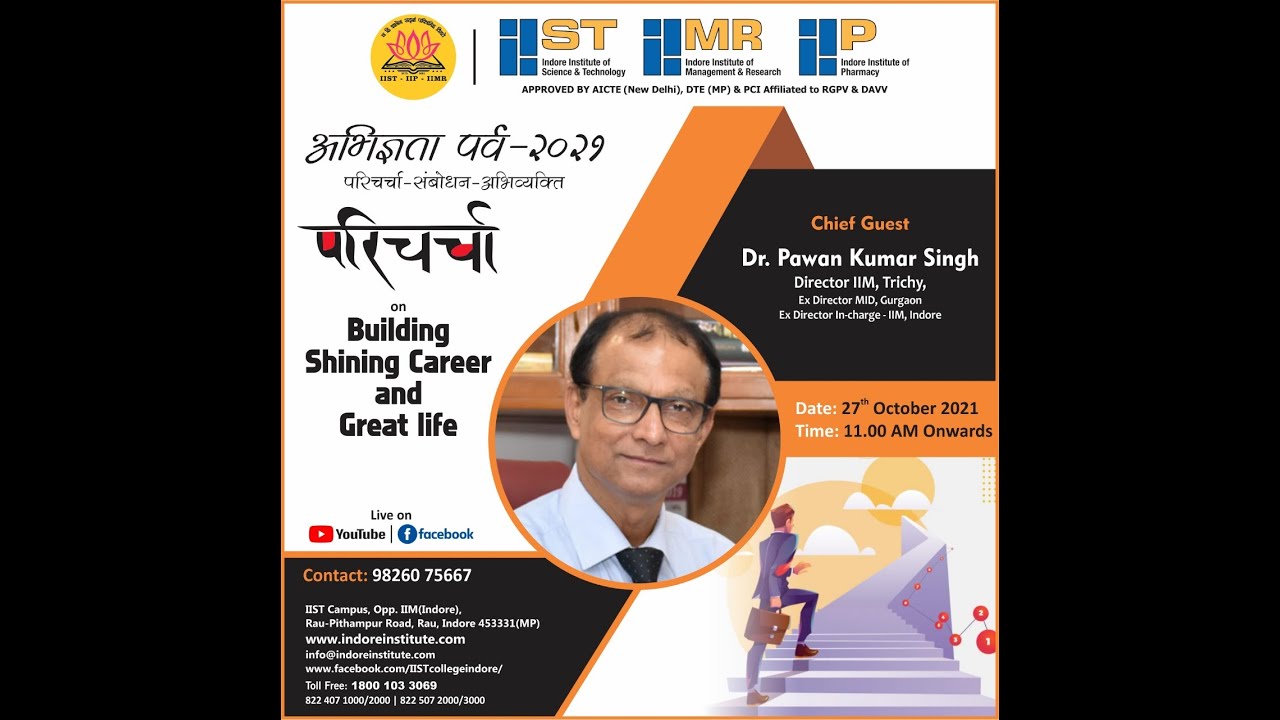 IIST - IIP - IIMR
IIST
Indore Institute of
Science & Technology
IIMR
Indore Institute of
Management & Research
IIP
Indore Institute of
Pharmacy
APPROVED BY AICTE (New Delhi), DTE (MP) & PCI Affiliated to RGPV & DAVV
अभिज्ञता पर्व-२०२१
परिचर्चा-संबोधन-अभिव्यक्ति
परिचर्चा
on
Building
Shining Career
and
Great life
Live on
YouTube | facebook
Chief Guest
Dr. Pawan Kumar Singh
Director IIM, Trichy,
Ex Director MID, Gurgaon
Ex Director In-charge - IIM, Indore
Date: 27th October 2021
Time: 11.00 AM Onwards
Contact: 98260 75667
IIST Campus, Opp. IIM(Indore),
Rau-Pithampur Road, Rau, Indore 453331(MP)
www.indoreinstitute.com
info@indoreinstitute.com
www.facebook.com/IISTcollegeindore/
Toll Free: 1800 103 3069
822 407 1000/2000 | 822 507 2000/3000
2
3
1